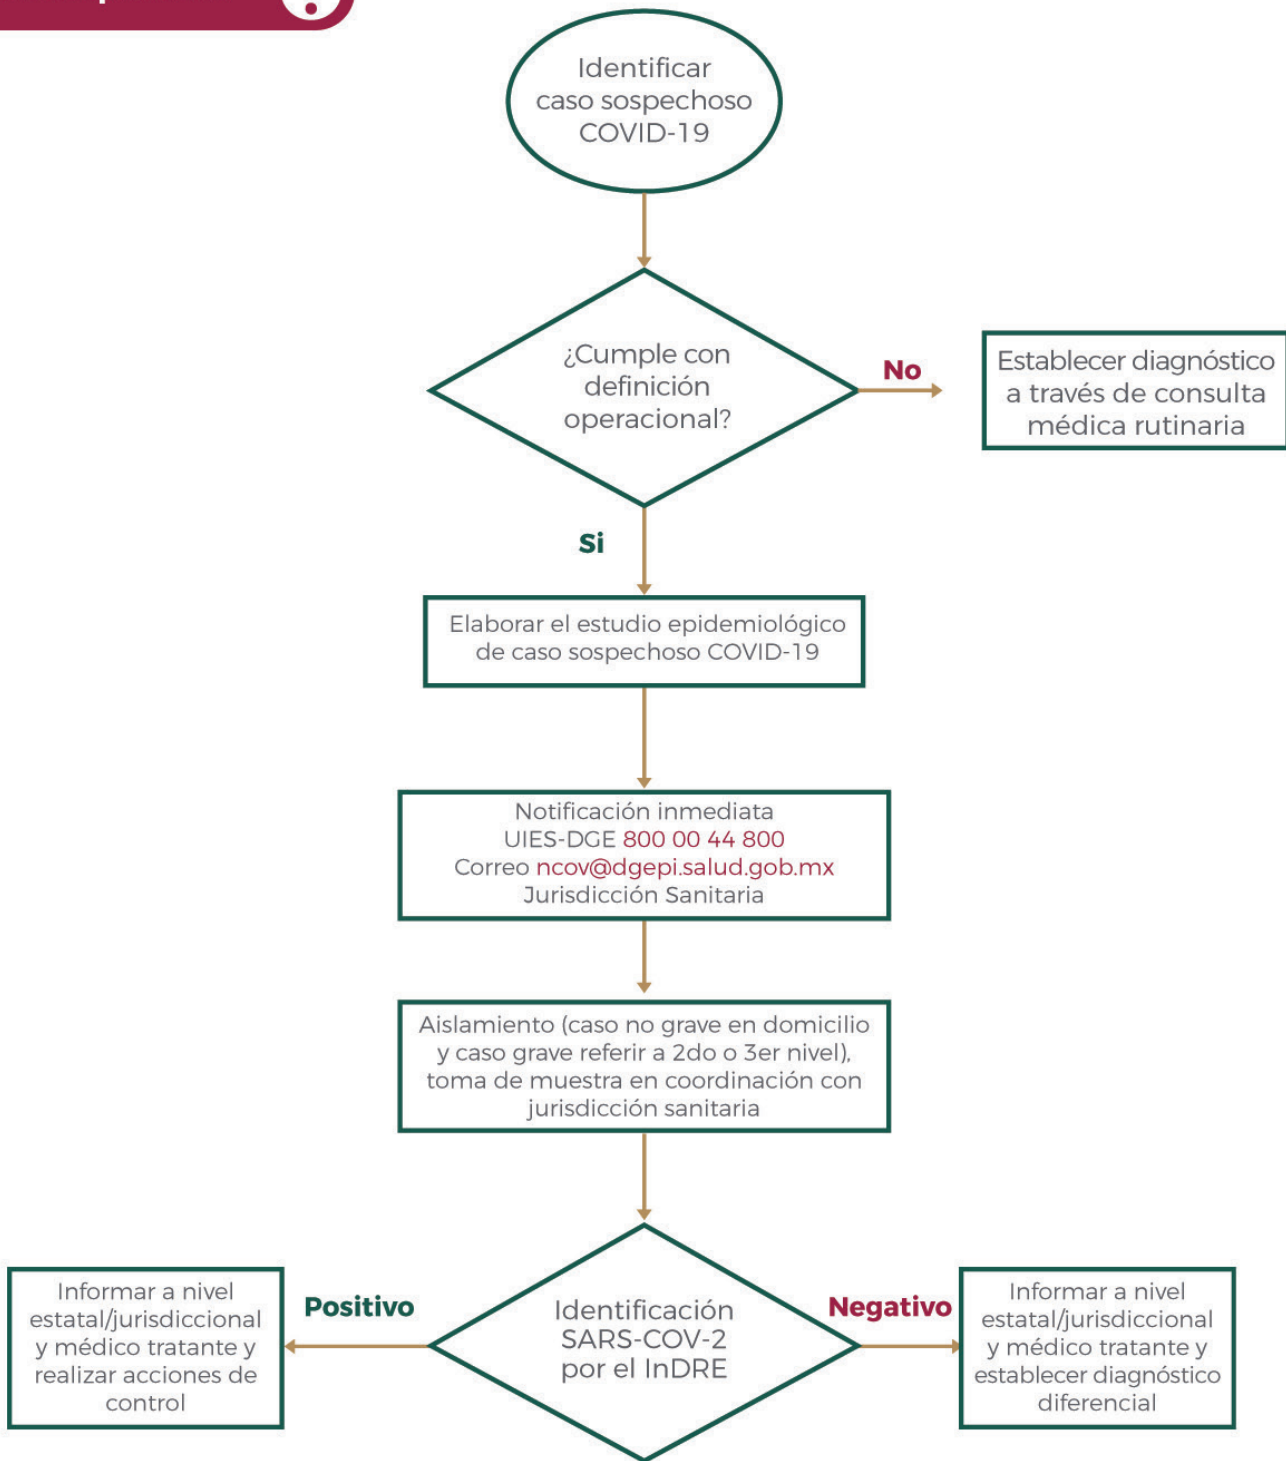 Identificar
caso sospechoso
COVID-19
¿Cumple con
definición
operacional?
No
Establecer diagnóstico
a través de consulta
médica rutinaria
Si
Elaborar el estudio epidemiológico
de caso sospechoso COVID-19
Notificación inmediata
UIES-DGE 800 00 44 800
Correo ncov@dgepi.salud.gob.mx
Jurisdicción Sanitaria
Aislamiento (caso no grave en domicilio
y caso grave referir a 2do o 3er nivel),
toma de muestra en coordinación con
jurisdicción sanitaria
Informar a nivel
estatal/jurisdiccional
y médico tratante y
realizar acciones de
control
Positivo
Identificación
SARS-COV-2
por el InDRE
Negativo
Informar a nivel
estatal/jurisdiccional
y médico tratante y
establecer diagnóstico
diferencial